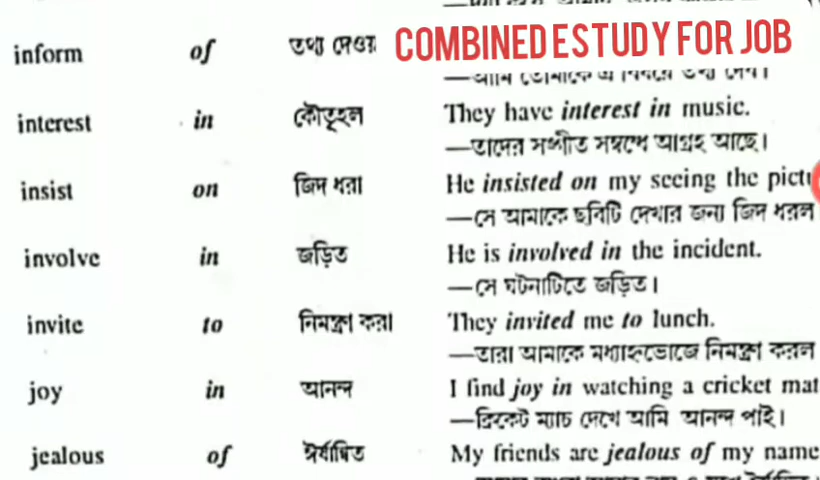 COMBINED STUDY FOR JOB
inform of তথ্য দেওয়া
interest in কৌতূহল They have interest in music.
—তাদের সঙ্গীত সম্বন্ধে আগ্রহ আছে।
insist on জিদ ধরা He insisted on my seeing the
—সে আমাকে ছবিটি দেখার জন্য জিদ ধরল
involve in জড়িত He is involved in the incident.
—সে ঘটনাটিতে জড়িত।
invite to নিমন্ত্রণ করা They invited me to lunch.
—তারা আমাকে মধ্যাহ্নভোজে নিমন্ত্রণ করল
joy in আনন্দ I find joy in watching a cricket mat
—ক্রিকেট ম্যাচ দেখে আমি আনন্দ পাই।
jealous of ঈর্ষান্বিত My friends are jealous of my name